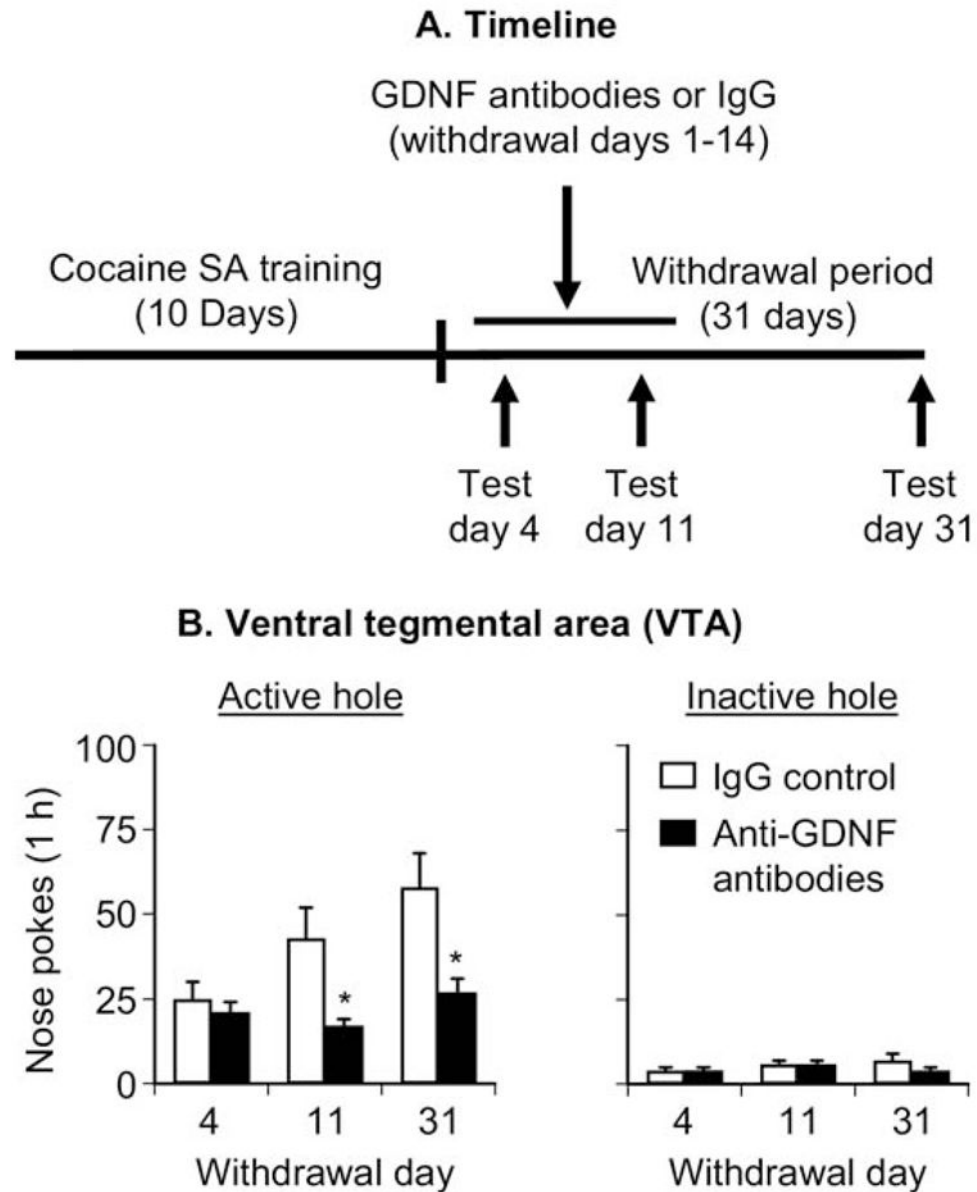 A. Timeline
GDNF antibodies or IgG
(withdrawal days 1-14)
Cocaine SA training
(10 Days)
Withdrawal period
(31 days)
Test
day 4
Test
day 11
Test
day 31
B. Ventral tegmental area (VTA)
Active hole
Nose pokes (1 h)
100
75
50
25
0
*
*
4 11 31
Withdrawal day
Inactive hole
IgG control
Anti-GDNF
antibodies
4 11 31
Withdrawal day